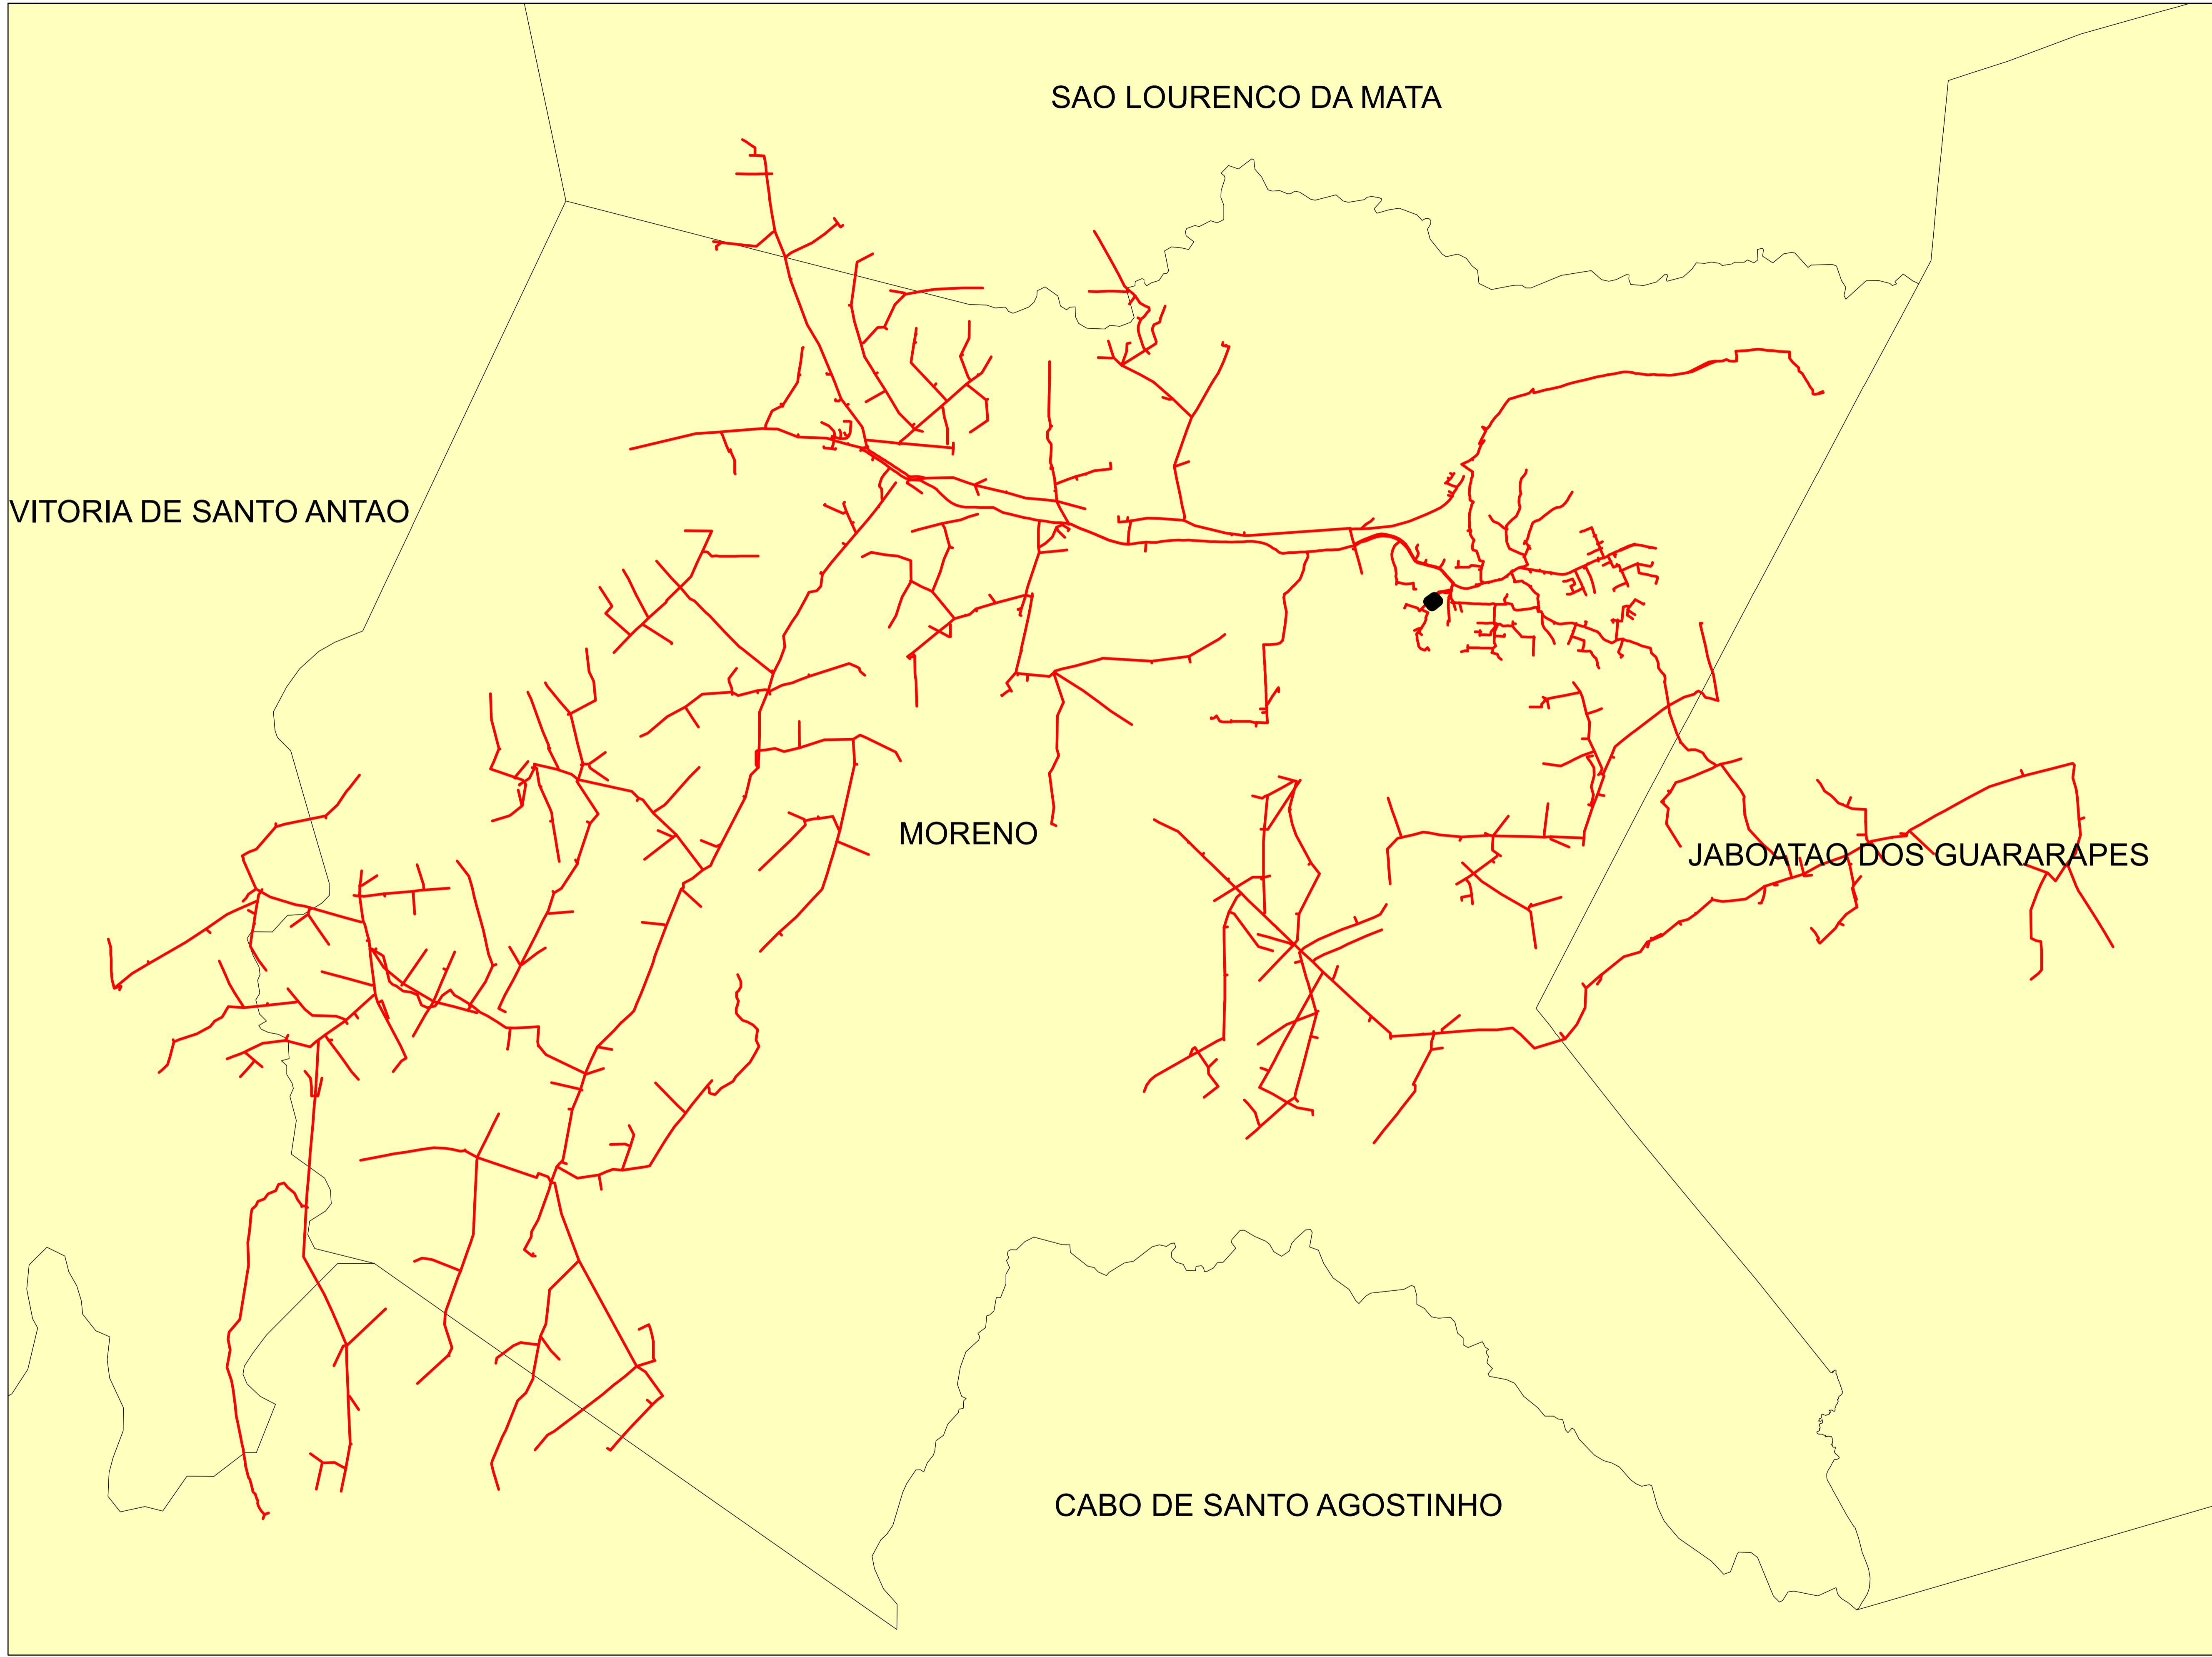 SAO LOURENCO DA MATA
VITORIA DE SANTO ANTAO
MORENO
JABOATAO DOS GUARARAPES
CABO DE SANTO AGOSTINHO